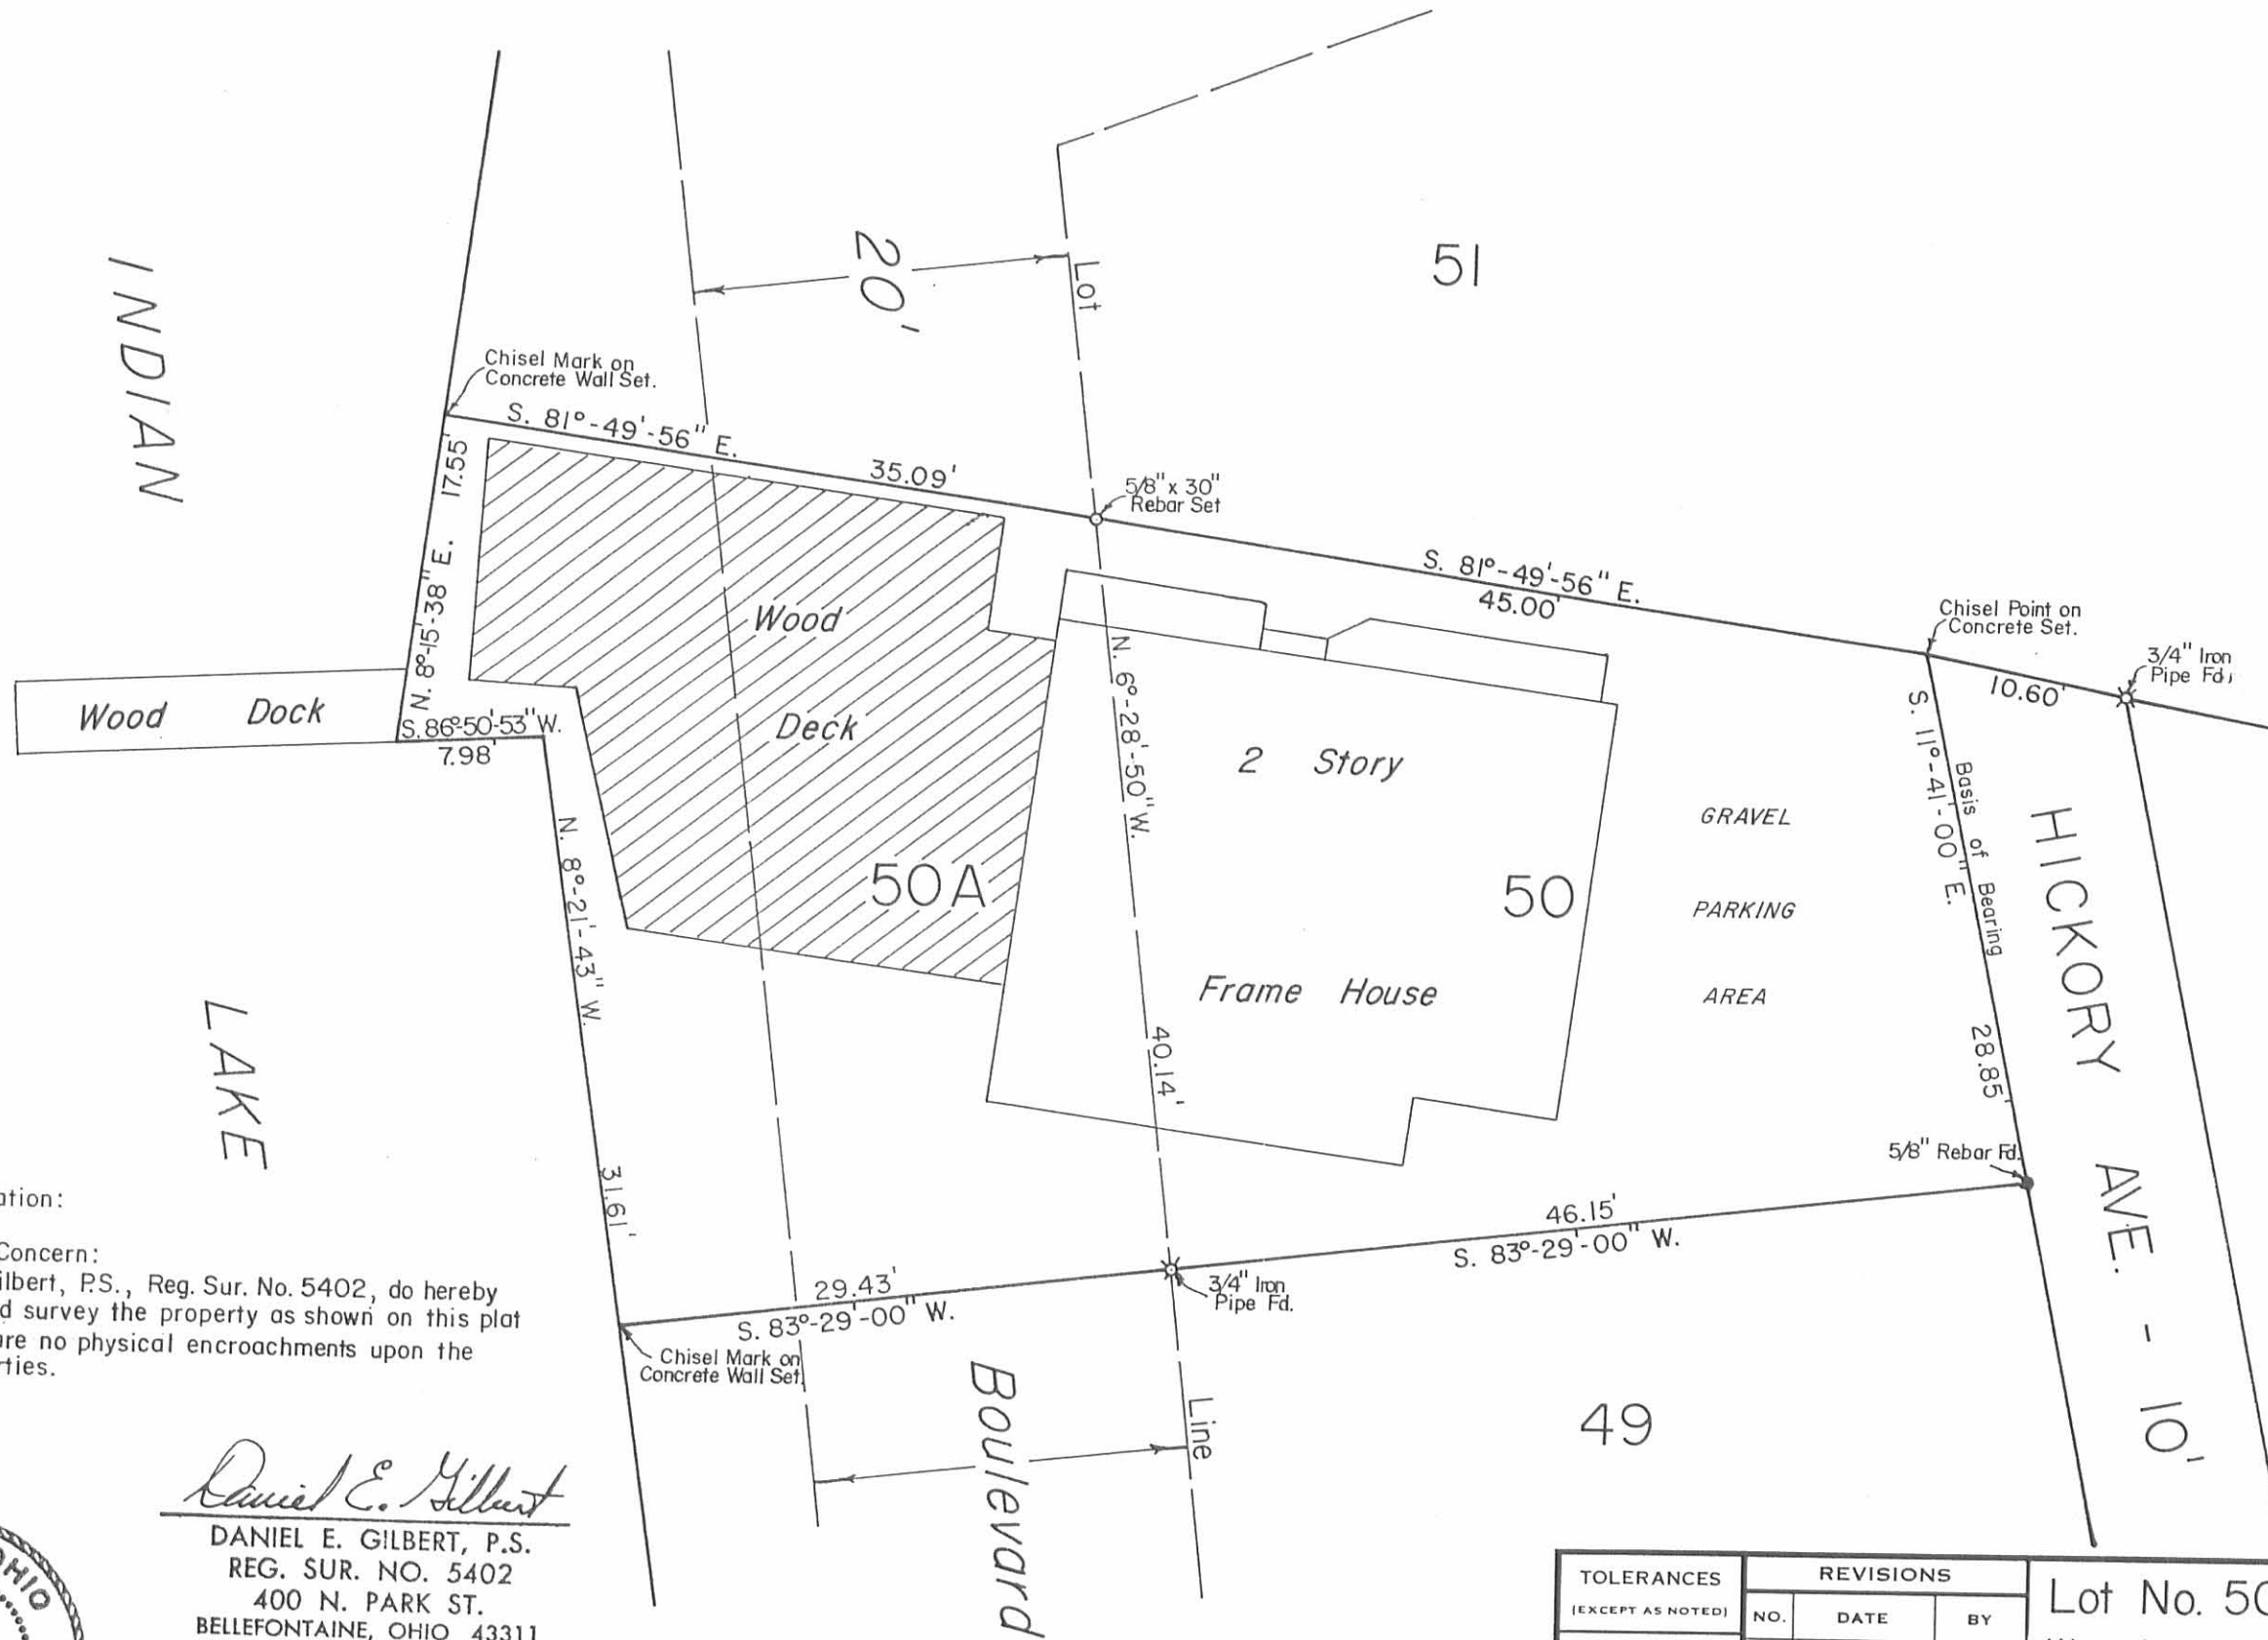 51
20'
Lot
INDIAN
Chisel Mark on
Concrete Wall Set.
S. 81°-49'-56" E.
35.09'
17.55'
N. 8°-15'-38" E.
5/8" x 30"
Rebar Set
S. 81°-49'-56" E.
45.00'
Chisel Point on
Concrete Set.
3/4" Iron
Pipe Fd.
10.60'
Wood
Deck
Wood Dock
S. 86°-50'-53" W.
7.98'
N. 6°-28'-50" W.
40.14'
2 Story
Frame House
50A
50
GRAVEL
PARKING
AREA
S. 11°-41'-00" E.
Basis of Bearing
28.85'
HICKORY AVE. - 10'
N. 8°-21'-43" W.
31.61'
LAKE
5/8" Rebar Fd.
46.15'
S. 83°-29'-00" W.
29.43'
S. 83°-29'-00" W.
3/4" Iron
Pipe Fd.
Chisel Mark on
Concrete Wall Set.
Boulevard
Line
49
ation:
Concern:
ilbert, P.S., Reg. Sur. No. 5402, do hereby
d survey the property as shown on this plat
are no physical encroachments upon the
rties.
Daniel E. Gilbert
DANIEL E. GILBERT, P.S.
REG. SUR. NO. 5402
400 N. PARK ST.
BELLEFONTAINE, OHIO 43311
OHIO
TOLERANCES
(EXCEPT AS NOTED)
REVISIONS
NO. DATE BY
Lot No. 50